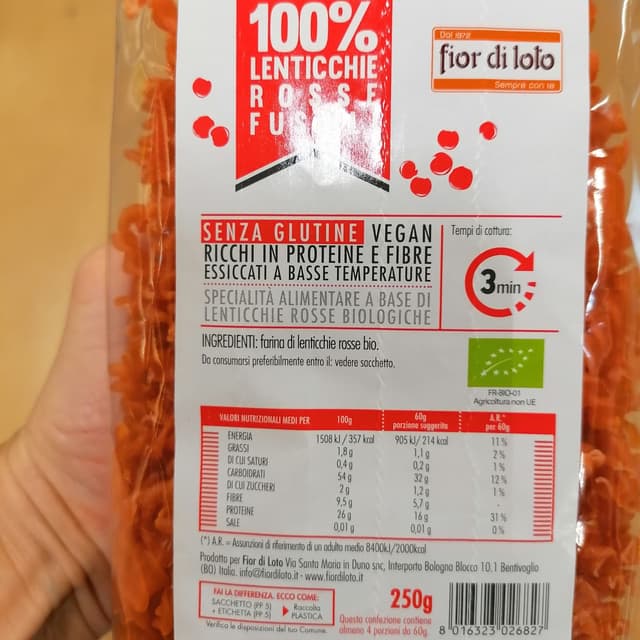 100%
LENTICCHIE
ROSSE
Dal 1972
fior di loto
Sempre con te
SENZA GLUTINE VEGAN
RICCHI IN PROTEINE E FIBRE
ESSICCATI A BASSE TEMPERATURE
SPECIALITÀ ALIMENTARE A BASE DI
LENTICCHIE ROSSE BIOLOGICHE
Tempi di cottura:
3 min
INGREDIENTI: farina di lenticchie rosse bio.
Da consumarsi preferibilmente entro il: vedere sacchetto.
FR-BIO-01
Agricoltura non UE
VALORI NUTRIZIONALI MEDI PER 100g 60g porzione suggerita A.R.* per 60g
ENERGIA 1508 kJ / 357 kcal 905 kJ / 214 kcal 11%
GRASSI 1,8g 1,1g 2%
DI CUI SATURI 0,4g 0,2g 1%
CARBOIDRATI 54g 32g 12%
DI CUI ZUCCHERI 2g 1,2g 1%
FIBRE 9,5g 5,7g -
PROTEINE 26g 16g 31%
SALE 0,01g 0,01g 0%
(*) A.R. = Assunzioni di riferimento di un adulto medio 8400kJ/2000kcal
Prodotto per Fior di Loto Via Santa Maria in Duno snc, Interporto Bologna Blocco 10.1 Bentivoglio
(BO) Italia. info@fiordiloto.it - www.fiordiloto.it
FAI LA DIFFERENZA. ECCO COME:
SACCHETTO (PP 5)
+ ETICHETTA (PP 5)
Raccolta
PLASTICA
Verifica le disposizioni del tuo Comune.
250g
Questa confezione contiene
almeno 4 porzioni da 60g.
8 016323 026827